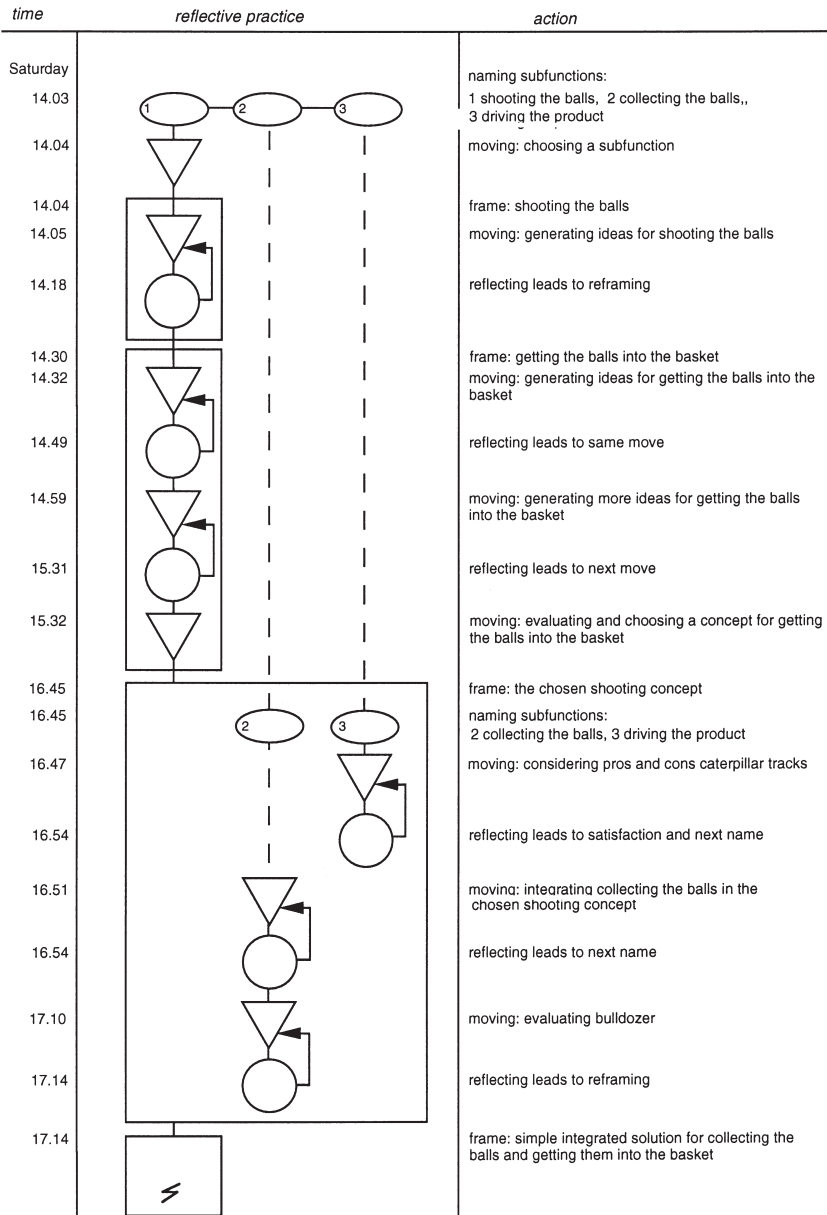 time reflective practice action
Saturday
naming subfunctions:
14.03 1 2 3 1 shooting the balls, 2 collecting the balls,,
3 driving the product
14.04 moving: choosing a subfunction
14.04 frame: shooting the balls
14.05 moving: generating ideas for shooting the balls
14.18 reflecting leads to reframing
14.30 frame: getting the balls into the basket
14.32 moving: generating ideas for getting the balls into the
basket
14.49 reflecting leads to same move
14.59 moving: generating more ideas for getting the balls
into the basket
15.31 reflecting leads to next move
15.32 moving: evaluating and choosing a concept for getting
the balls into the basket
16.45 frame: the chosen shooting concept
16.45 naming subfunctions:
2 3 2 collecting the balls, 3 driving the product
16.47 moving: considering pros and cons caterpillar tracks
16.54 reflecting leads to satisfaction and next name
16.51 moving: integrating collecting the balls in the
chosen shooting concept
16.54 reflecting leads to next name
17.10 moving: evaluating bulldozer
17.14 reflecting leads to reframing
17.14 frame: simple integrated solution for collecting the
balls and getting them into the basket